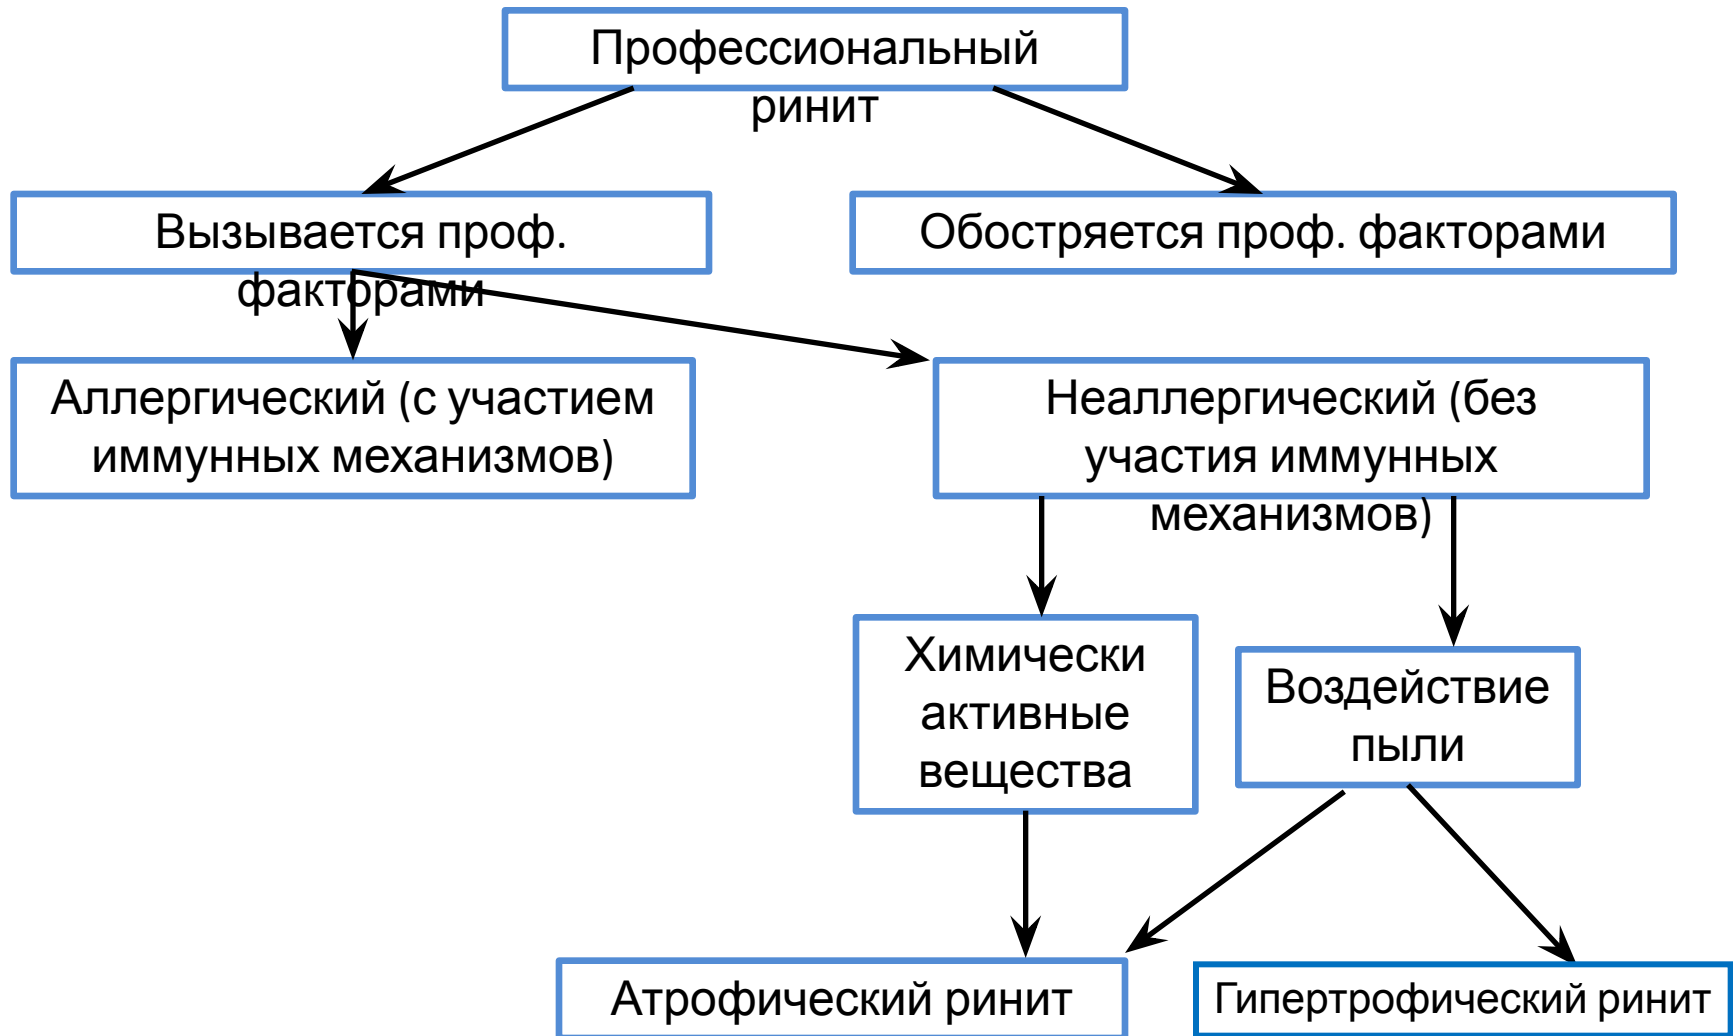 Профессиональный
ринит
Вызывается проф.
факторами
Обостряется проф. факторами
Аллергический (с участием
иммунных механизмов)
Неаллергический (без
участия иммунных
механизмов)
Химически
активные
вещества
Воздействие
пыли
Атрофический ринит
Гипертрофический ринит